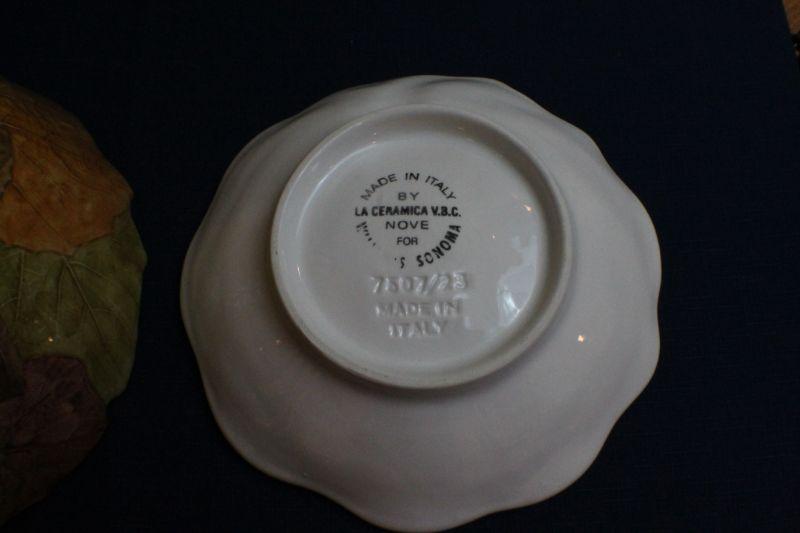 MADE IN ITALY
BY
LA CERAMICA V.B.C.
NOVE
FOR
SONOMA
7507/23
MADE IN
ITALY